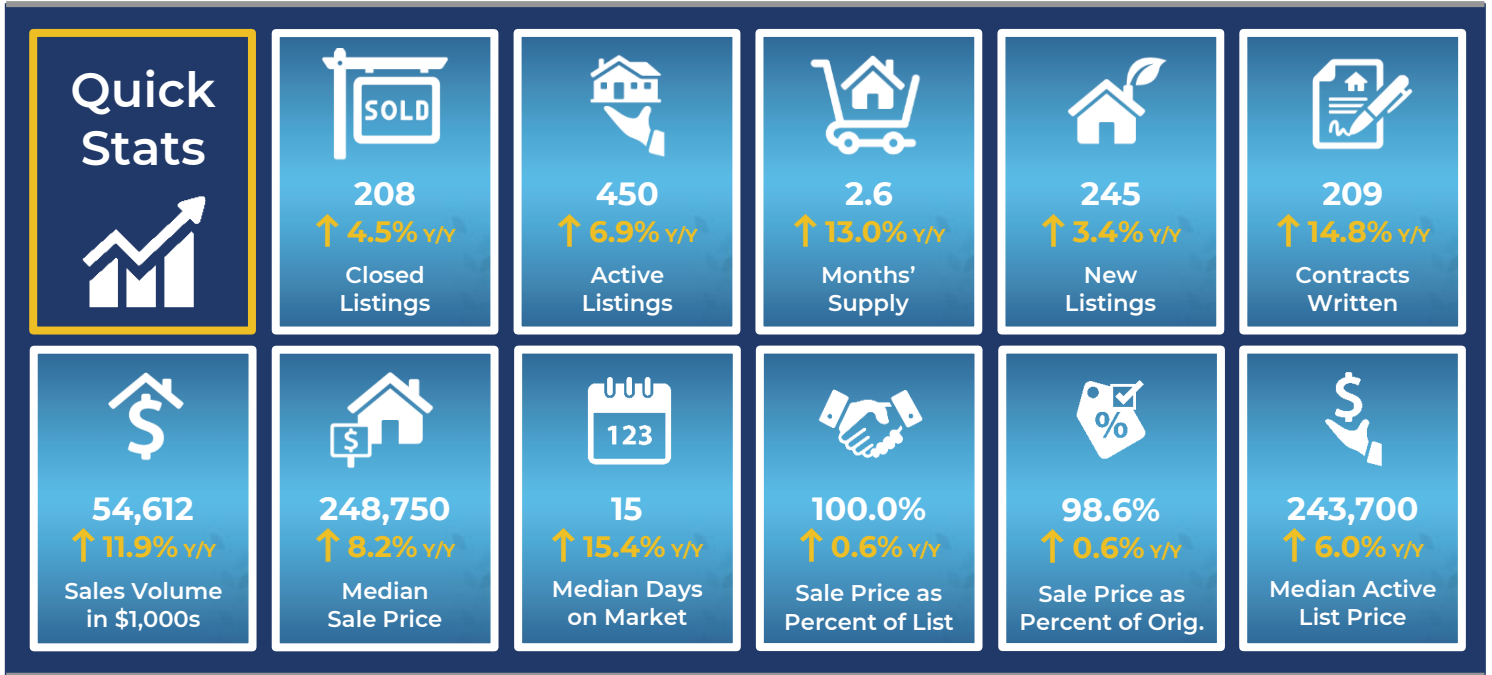 Quick
Stats
SOLD
208
↑ 4.5% Y/Y
Closed
Listings
450
↑ 6.9% Y/Y
Active
Listings
2.6
↑ 13.0% Y/Y
Months’
Supply
245
↑ 3.4% Y/Y
New
Listings
209
↑ 14.8% Y/Y
Contracts
Written
$
54,612
↑ 11.9% Y/Y
Sales Volume
in $1,000s
$
248,750
↑ 8.2% Y/Y
Median
Sale Price
123
15
↑ 15.4% Y/Y
Median Days
on Market
100.0%
↑ 0.6% Y/Y
Sale Price as
Percent of List
%
98.6%
↑ 0.6% Y/Y
Sale Price as
Percent of Orig.
$
243,700
↑ 6.0% Y/Y
Median Active
List Price